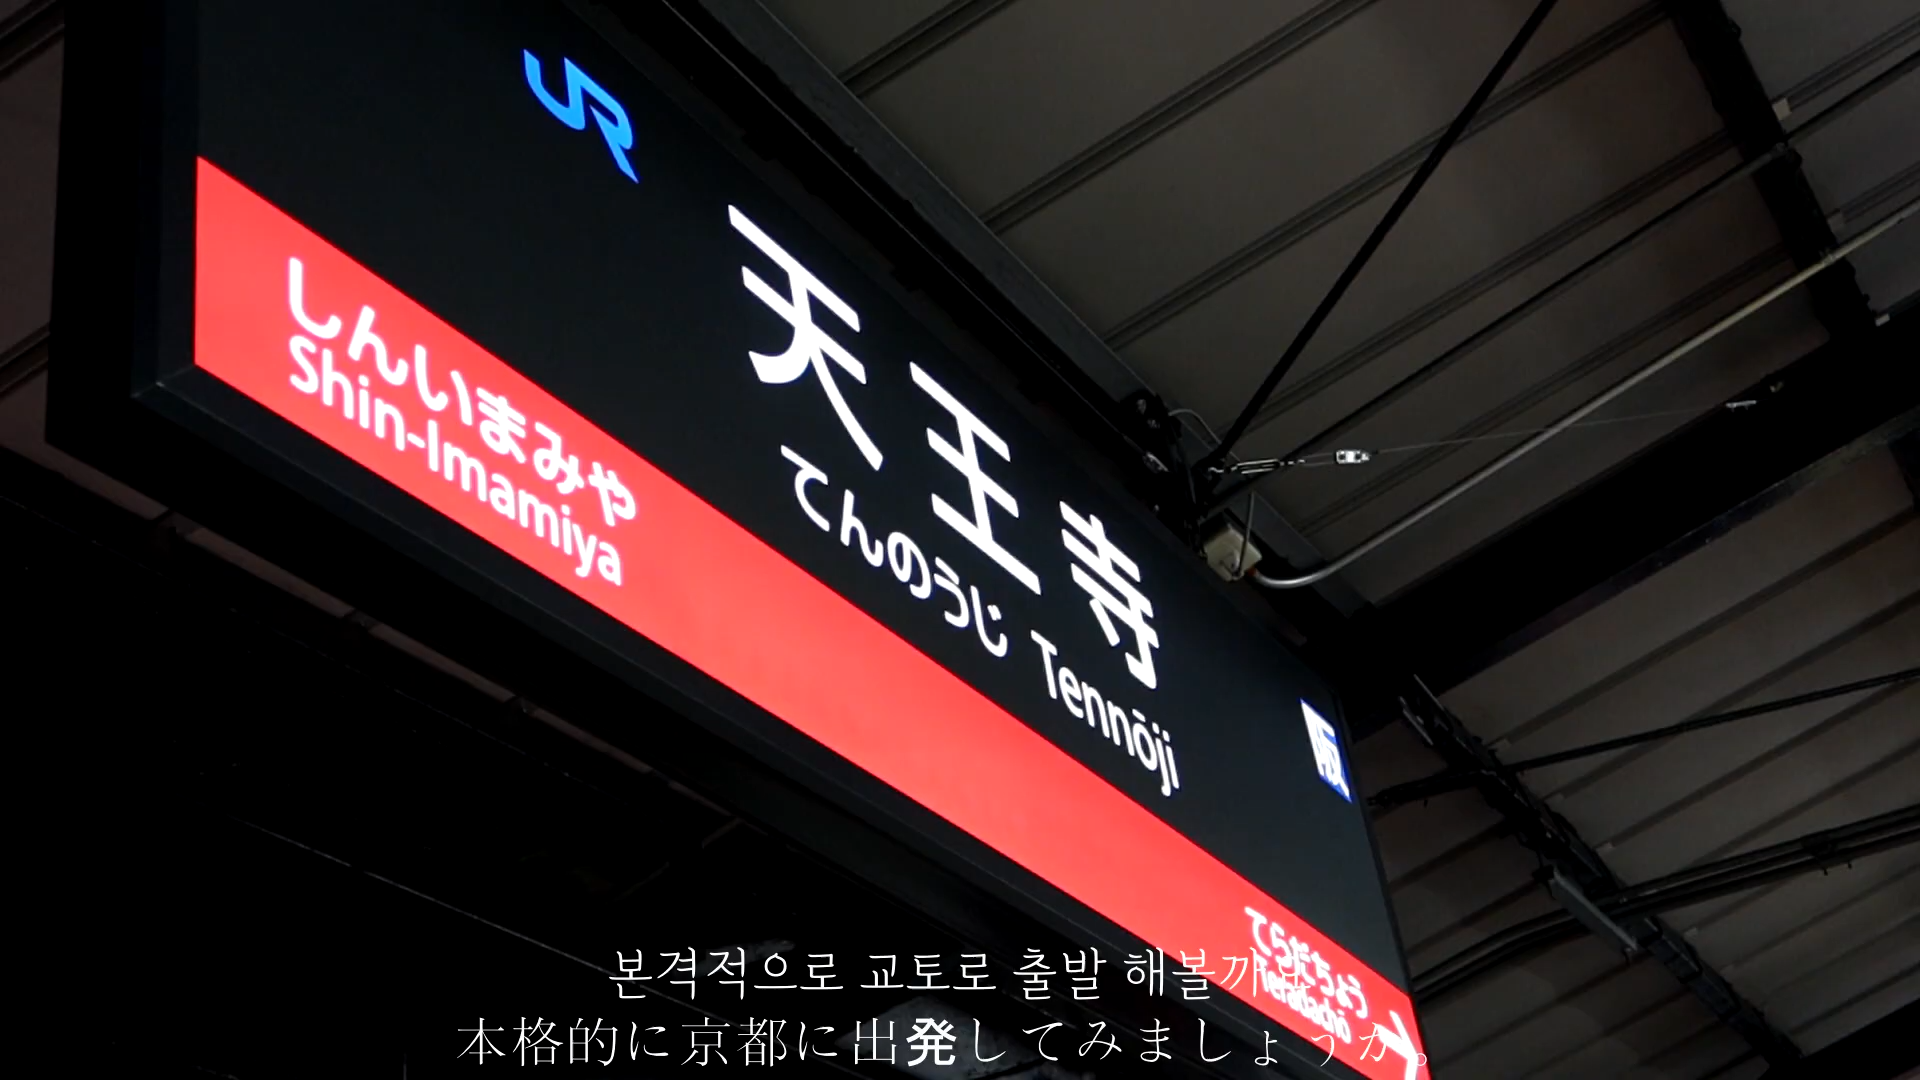 JR
天王寺
てんのうじ Tennōji
阪
しんいまみや
Shin-Imamiya
てらだちょう
Teradachō
본격적으로 교토로 출발 해볼까요
本格的に京都に出発してみましょうか。